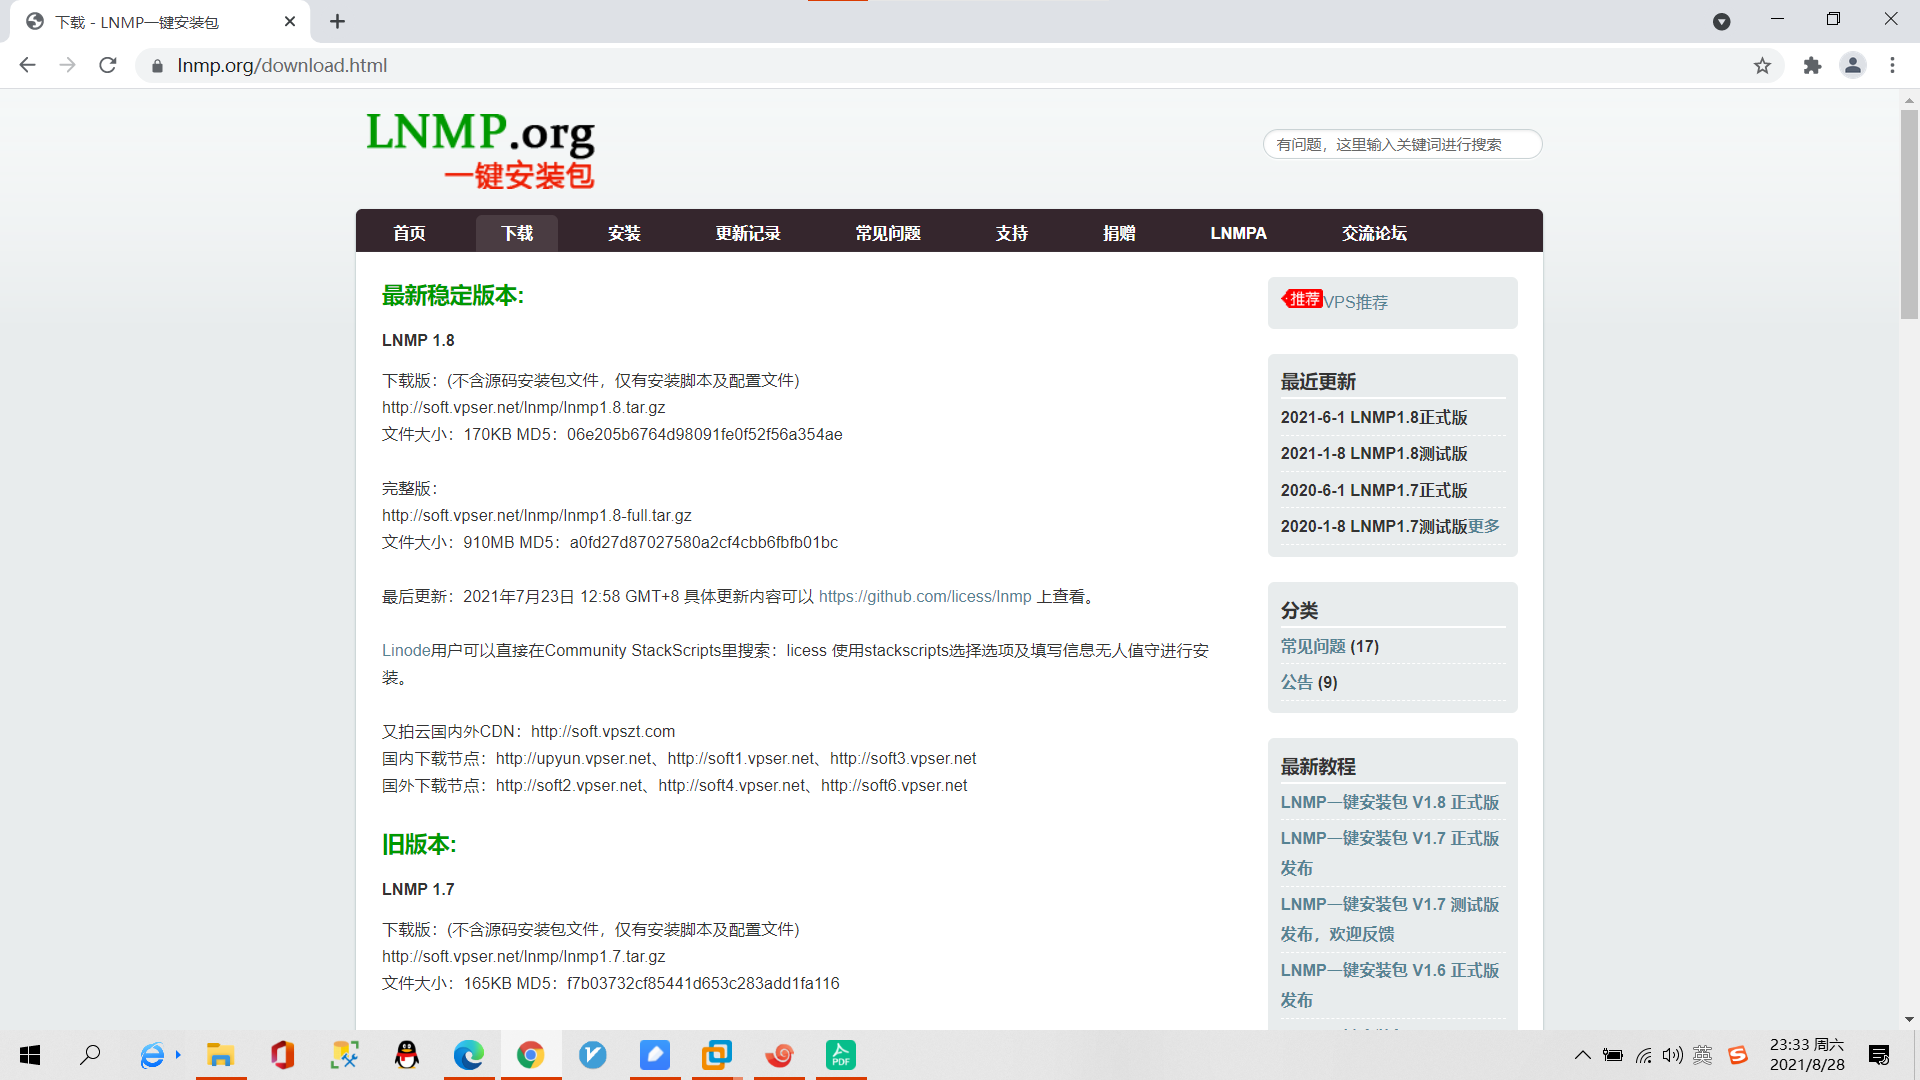 下载 - LNMP一键安装包
lnmp.org/download.html
LNMP.org
一键安装包
有问题，这里输入关键词进行搜索
首页 下载 安装 更新记录 常见问题 支持 捐赠 LNMPA 交流论坛
最新稳定版本:
LNMP 1.8
下载版：(不含源码安装包文件，仅有安装脚本及配置文件)
http://soft.vpser.net/lnmp/lnmp1.8.tar.gz
文件大小：170KB MD5：06e205b6764d98091fe0f52f56a354ae
完整版：
http://soft.vpser.net/lnmp/lnmp1.8-full.tar.gz
文件大小：910MB MD5：a0fd27d87027580a2cf4cbb6fbfb01bc
最后更新：2021年7月23日 12:58 GMT+8 具体更新内容可以 https://github.com/licess/lnmp 上查看。
Linode用户可以直接在Community StackScripts里搜索：licess 使用stackscripts选择选项及填写信息无人值守进行安
装。
又拍云国内外CDN：http://soft.vpszt.com
国内下载节点：http://upyun.vpser.net、http://soft1.vpser.net、http://soft3.vpser.net
国外下载节点：http://soft2.vpser.net、http://soft4.vpser.net、http://soft6.vpser.net
旧版本:
LNMP 1.7
下载版：(不含源码安装包文件，仅有安装脚本及配置文件)
http://soft.vpser.net/lnmp/lnmp1.7.tar.gz
文件大小：165KB MD5：f7b03732cf85441d653c283add1fa116
推荐VPS推荐
最近更新
2021-6-1 LNMP1.8正式版
2021-1-8 LNMP1.8测试版
2020-6-1 LNMP1.7正式版
2020-1-8 LNMP1.7测试版更多
分类
常见问题 (17)
公告 (9)
最新教程
LNMP一键安装包 V1.8 正式版
LNMP一键安装包 V1.7 正式版
发布
LNMP一键安装包 V1.7 测试版
发布，欢迎反馈
LNMP一键安装包 V1.6 正式版
发布
PDF
英
23:33 周六
2021/8/28